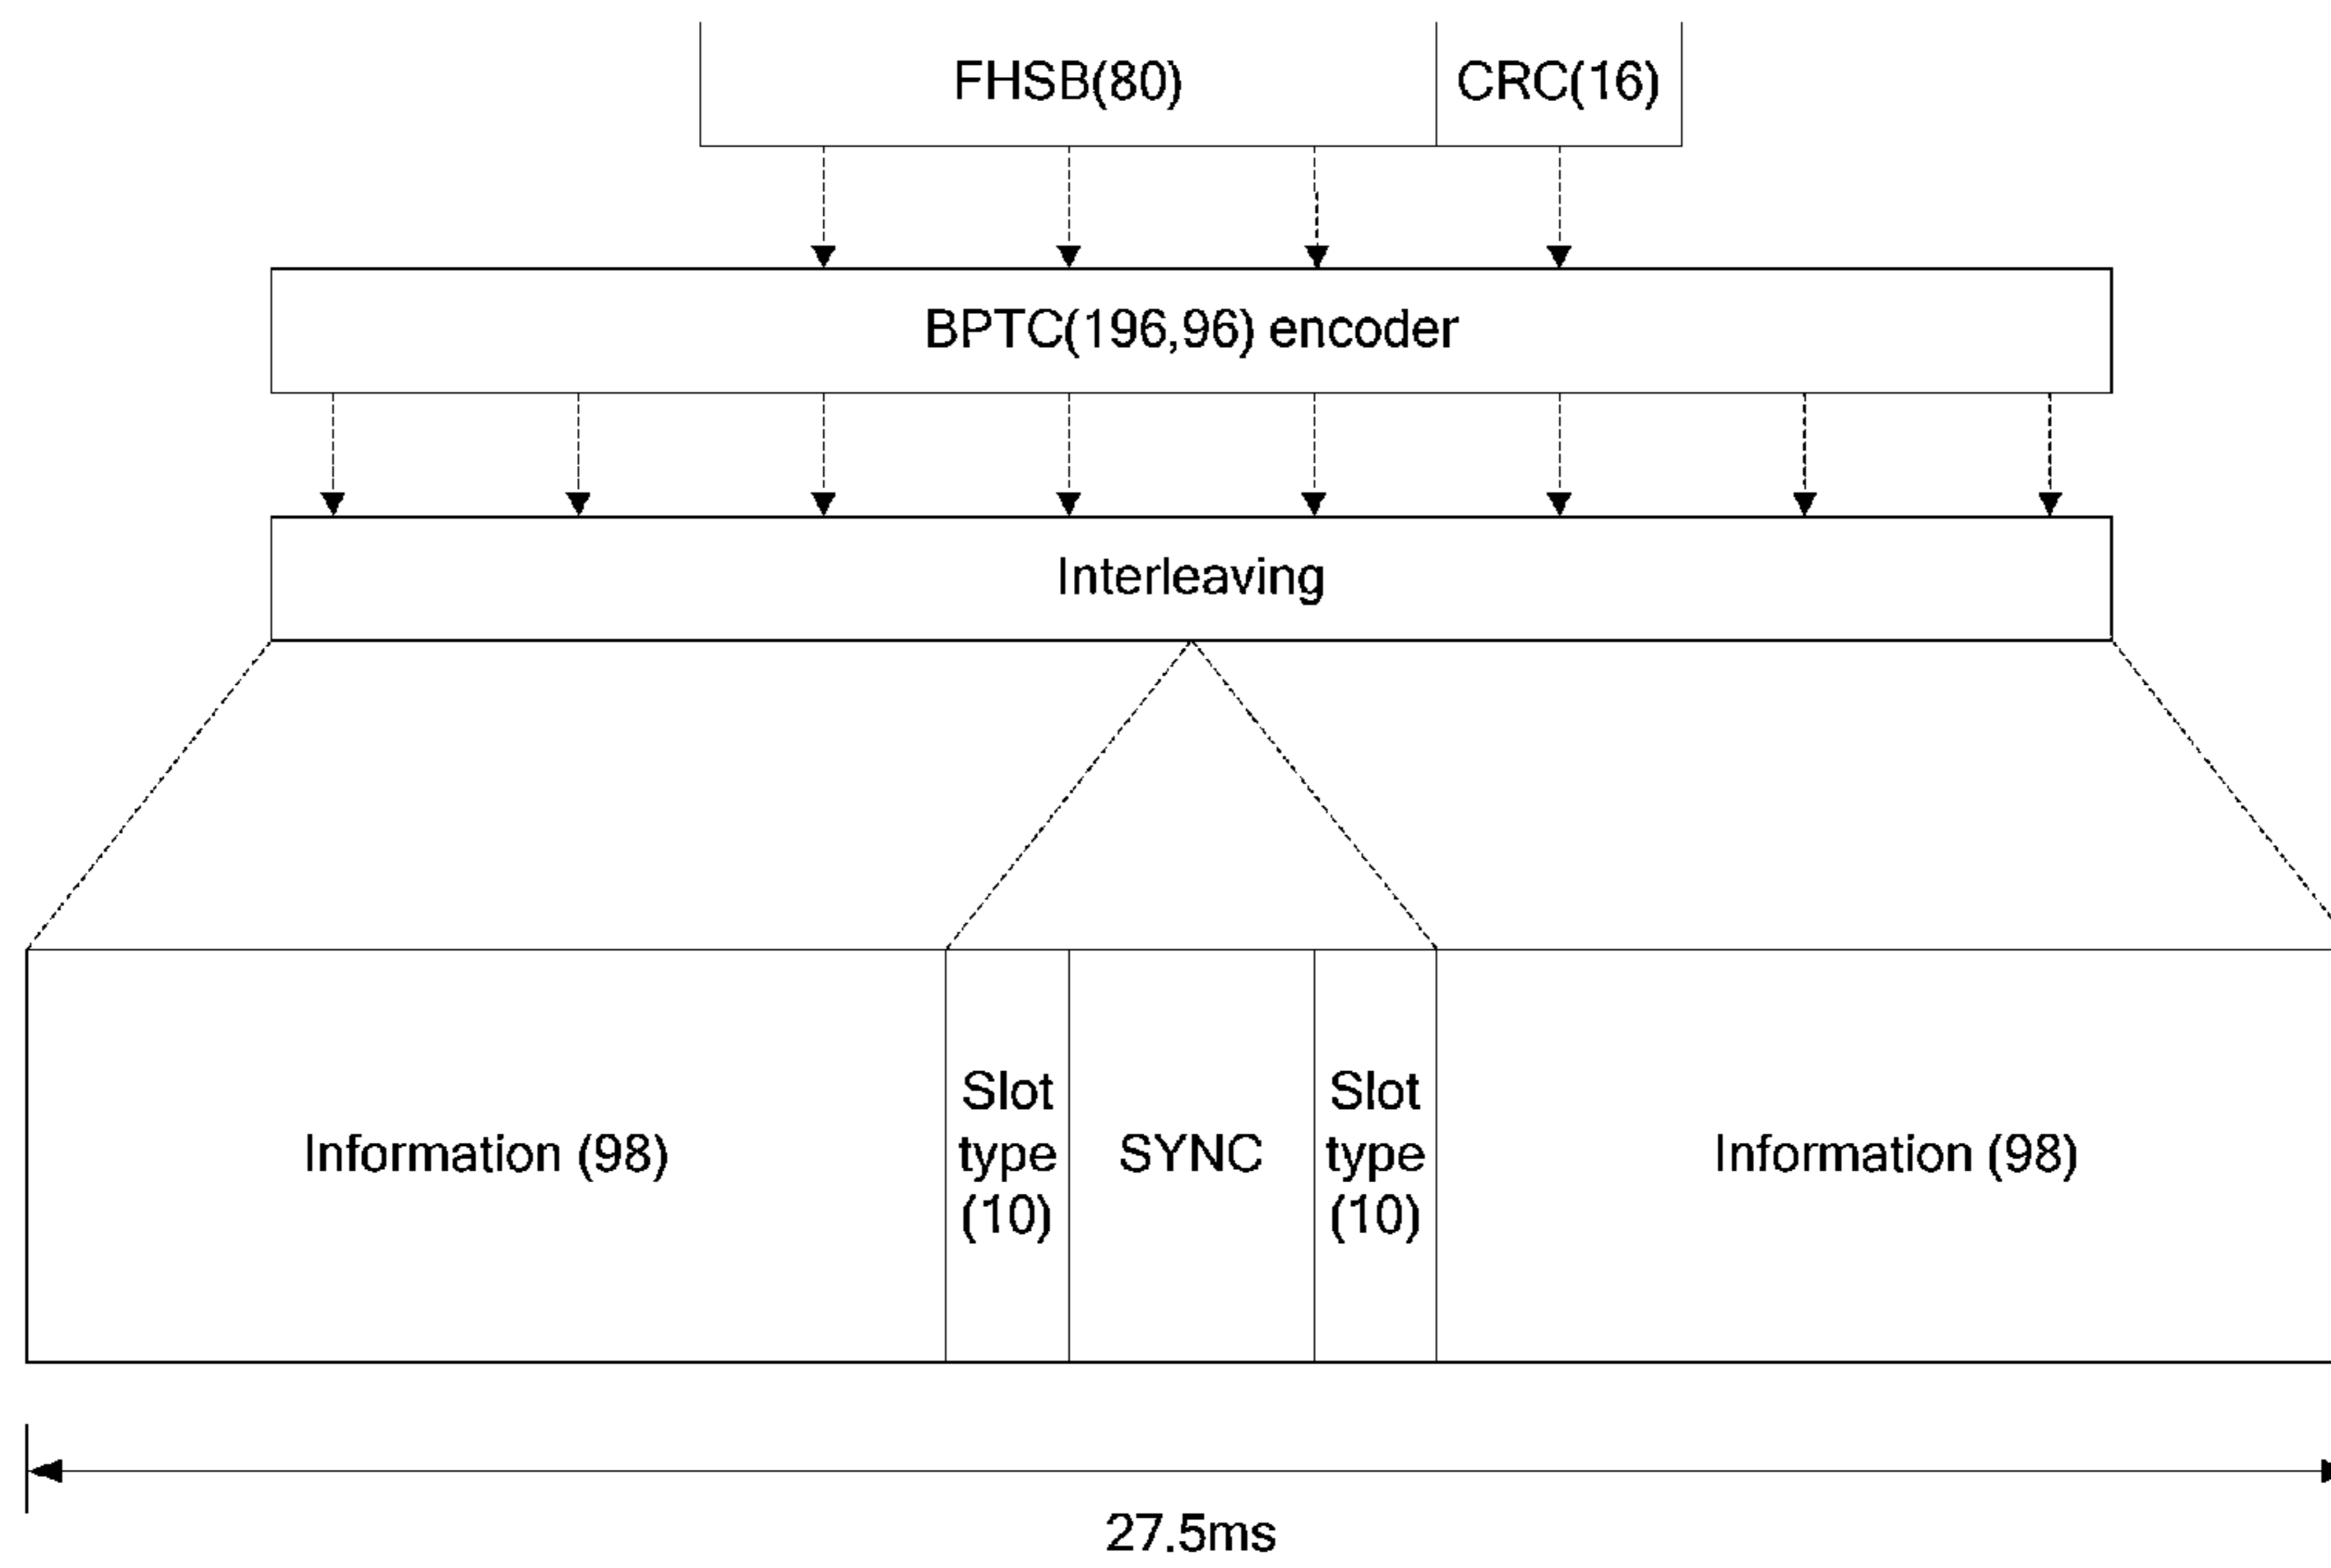 FHSB(80) CRC(16)
BPTC(196,96) encoder
Interleaving
Information (98)
Slot
type
(10)
SYNC
Slot
type
(10)
Information (98)
27.5ms